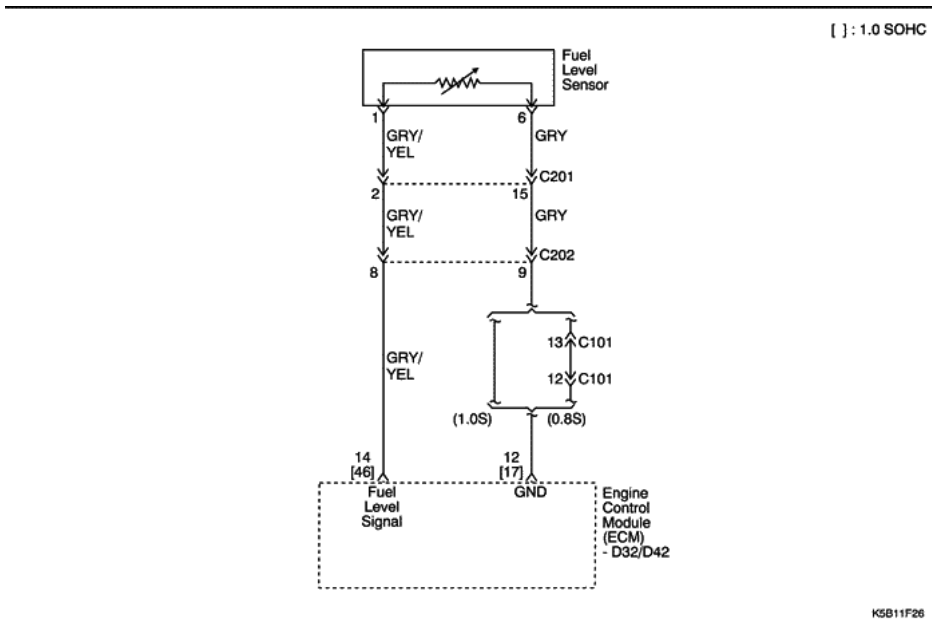 [ ] : 1.0 SOHC
Fuel
Level
Sensor
1
6
GRY/
YEL
GRY
C201
2
15
GRY/
YEL
GRY
C202
8
9
13
C101
GRY/
YEL
12
C101
(1.0S)
(0.8S)
14
[46]
12
[17]
Fuel
Level
Signal
GND
Engine
Control
Module
(ECM)
- D32/D42
K5B11F26